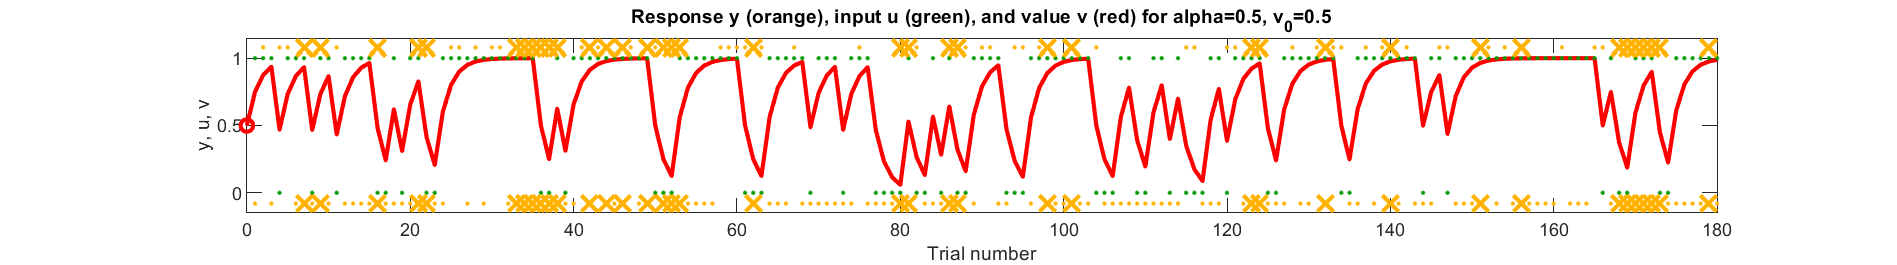 Response y (orange), input u (green), and value v (red) for alpha=0.5, v0=0.5
y, u, v
1
0.5
0
0 20 40 60 80 100 120 140 160 180
Trial number